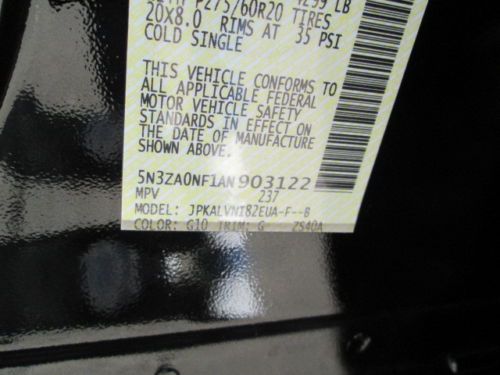 P275/60R20 TIRES
20X8.0 RIMS AT 35 PSI
COLD SINGLE
THIS VEHICLE CONFORMS TO
ALL APPLICABLE FEDERAL
MOTOR VEHICLE SAFETY
STANDARDS IN EFFECT ON
THE DATE OF MANUFACTURE
SHOWN ABOVE.
5N3ZA0NF1AN903122
MPV 237
MODEL: JPKALVNI82EUA-F--B
COLOR: G10 TRIM: G